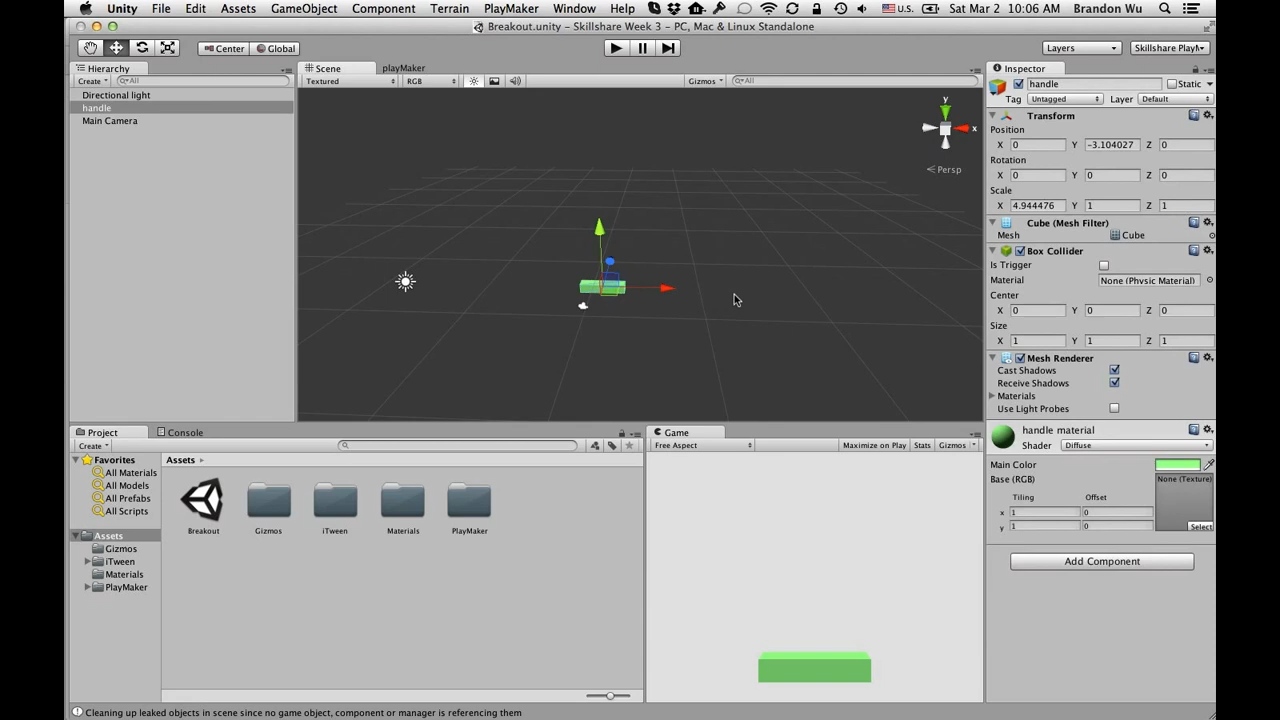 Unity File Edit Assets GameObject Component Terrain PlayMaker Window Help U.S. Sat Mar 2 10:06 AM Brandon Wu
Breakout.unity – Skillshare Week 3 – PC, Mac & Linux Standalone
Center Global Layers Skillshare PlayM
Hierarchy Scene playMaker Inspector
Create All Textured RGB Gizmos All handle Static
Directional light
handle
Main Camera
y
x
Persp
Tag Untagged Layer Default
Transform
Position
X 0 Y -3.104027 Z 0
Rotation
X 0 Y 0 Z 0
Scale
X 4.944476 Y 1 Z 1
Cube (Mesh Filter)
Mesh Cube
Box Collider
Is Trigger
Material None (Physic Material)
Center
X 0 Y 0 Z 0
Size
X 1 Y 1 Z 1
Mesh Renderer
Cast Shadows
Receive Shadows
Materials
Use Light Probes
handle material
Shader Diffuse
Main Color
Base (RGB) None (Texture)
Tiling Offset
x 1 0
y 1 0
Select
Add Component
Project Console
Create
Favorites
All Materials
All Models
All Prefabs
All Scripts
Assets
Gizmos
iTween
Materials
PlayMaker
Assets
Breakout Gizmos iTween Materials PlayMaker
Game
Free Aspect Maximize on Play Stats Gizmos
Cleaning up leaked objects in scene since no game object, component or manager is referencing them